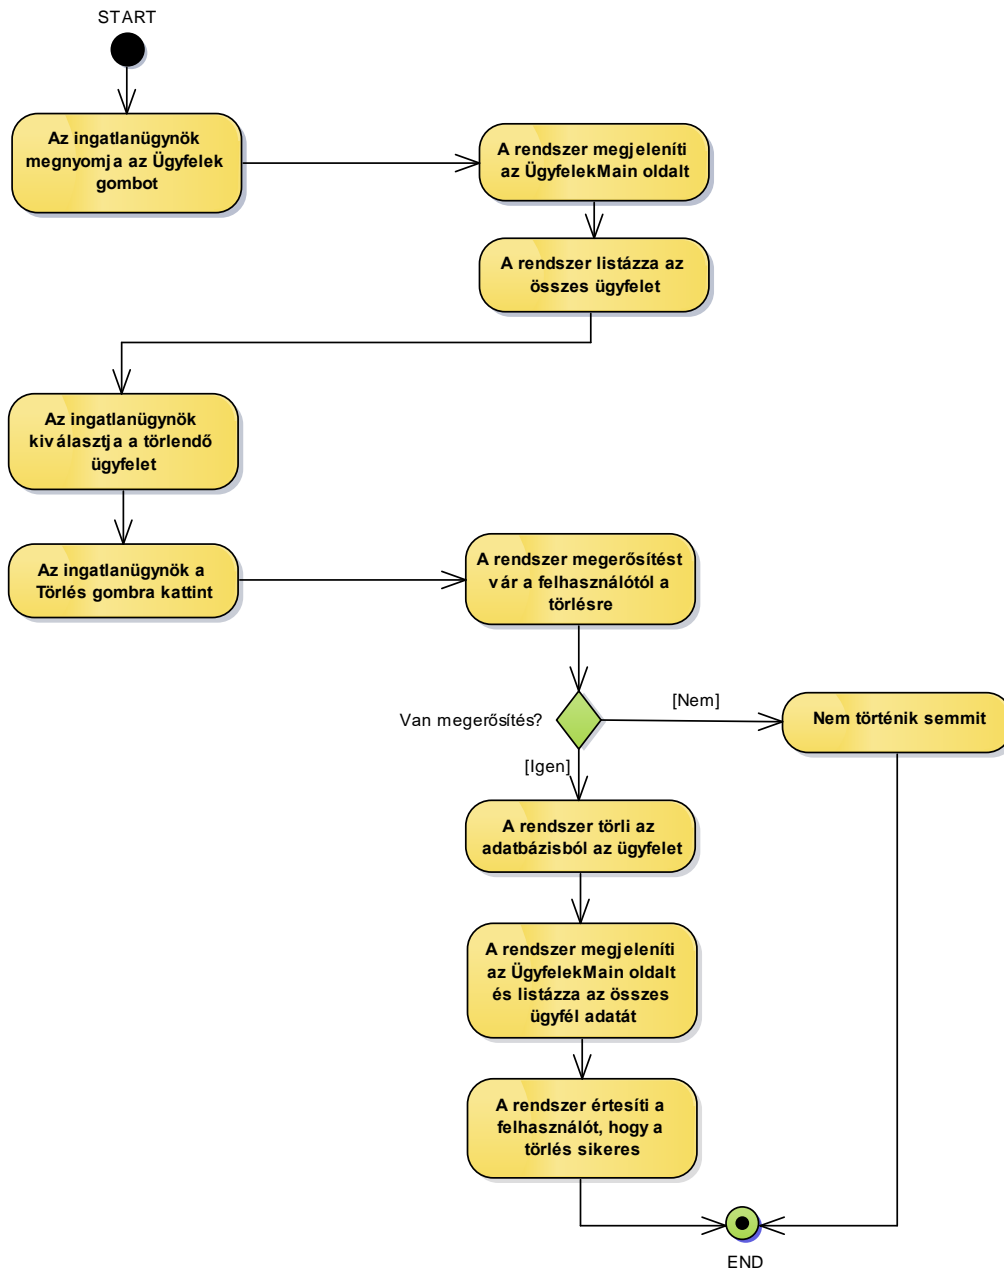 START
Az ingatlanügynök
megnyomja az Ügyfelek
gombot
A rendszer megjeleníti
az ÜgyfelekMain oldalt
A rendszer listázza az
összes ügyfelet
Az ingatlanügynök
kiválasztja a törlendő
ügyfelet
Az ingatlanügynök a
Törlés gombra kattint
A rendszer megerősítést
vár a felhasználótól a
törlésre
Van megerősítés?
[Nem]
Nem történik semmit
[Igen]
A rendszer törli az
adatbázisból az ügyfelet
A rendszer megjeleníti
az ÜgyfelekMain oldalt
és listázza az összes
ügyfél adatát
A rendszer értesíti a
felhasználót, hogy a
törlés sikeres
END